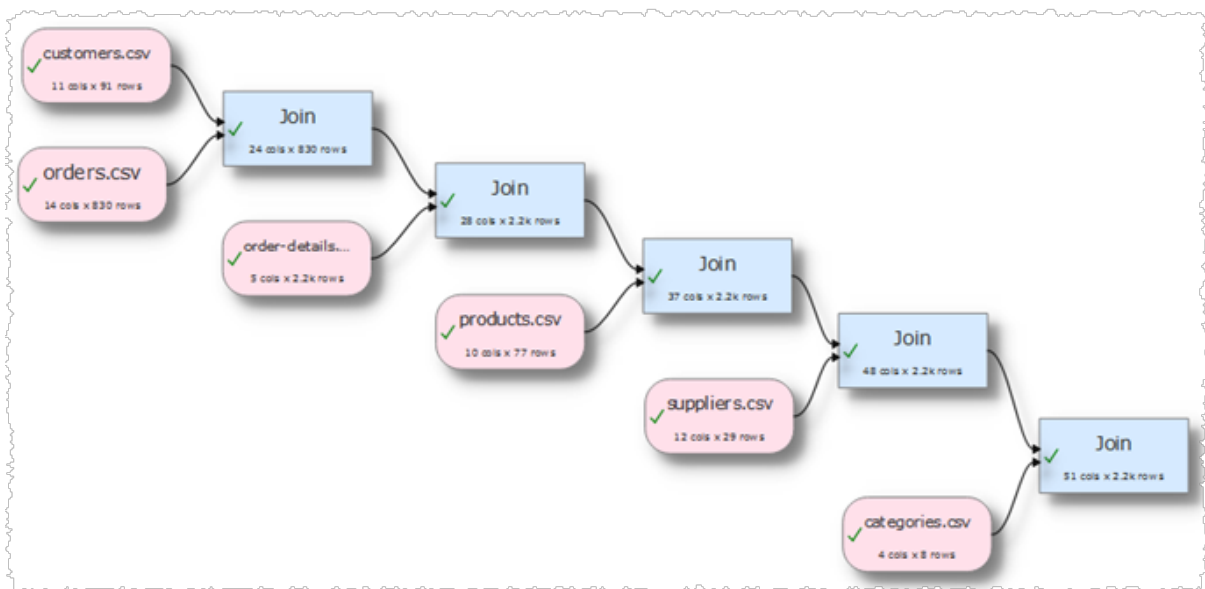 customers.csv
11 cols x 91 rows
Join
24 cols x 830 rows
orders.csv
14 cols x 830 rows
Join
28 cols x 2.2k rows
order-details...
5 cols x 2.2k rows
Join
37 cols x 2.2k rows
products.csv
10 cols x 77 rows
Join
48 cols x 2.2k rows
suppliers.csv
12 cols x 29 rows
Join
51 cols x 2.2k rows
categories.csv
4 cols x 8 rows